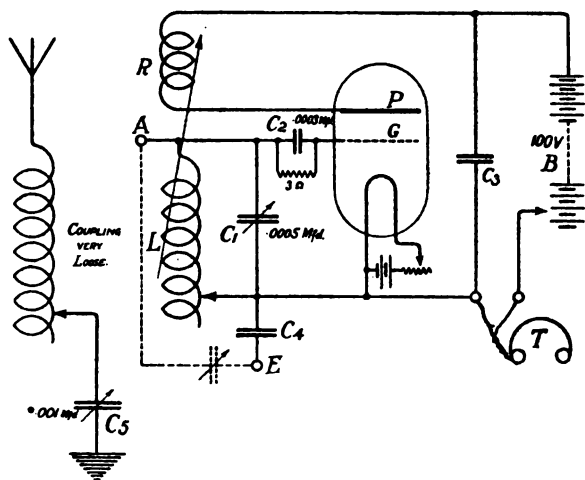 R
P
A
C2
.0003 Mfd.
G
3 Ω
C3
100V
B
COUPLING
VERY
LOOSE.
L
C1
.0005 Mfd.
C4
T
E
.001 Mfd
C5